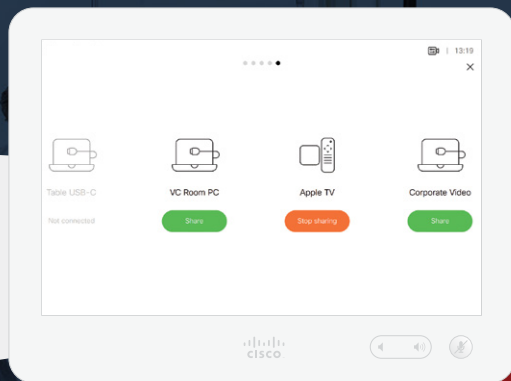 13:19
Table USB-C
VC Room PC
Apple TV
Corporate Video
Not connected
Share
Stop sharing
Share
CISCO